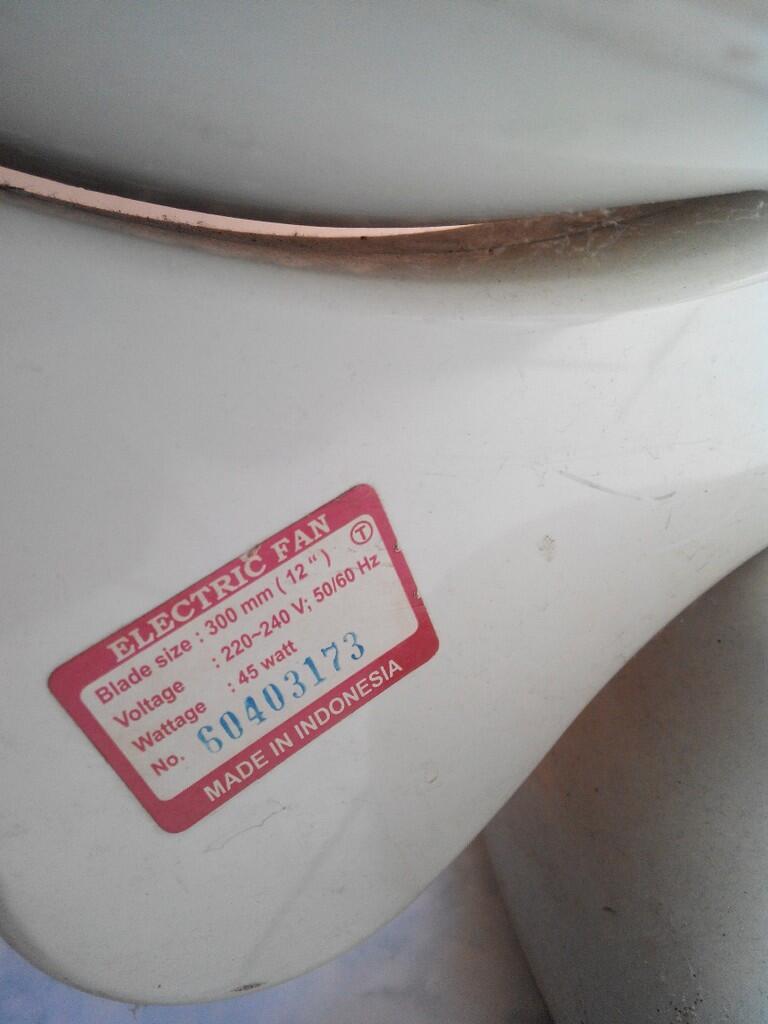 ELECTRIC FAN
T
Blade size : 300 mm ( 12 " )
Voltage : 220~240 V; 50/60 Hz
Wattage : 45 watt
No. 60403173
MADE IN INDONESIA